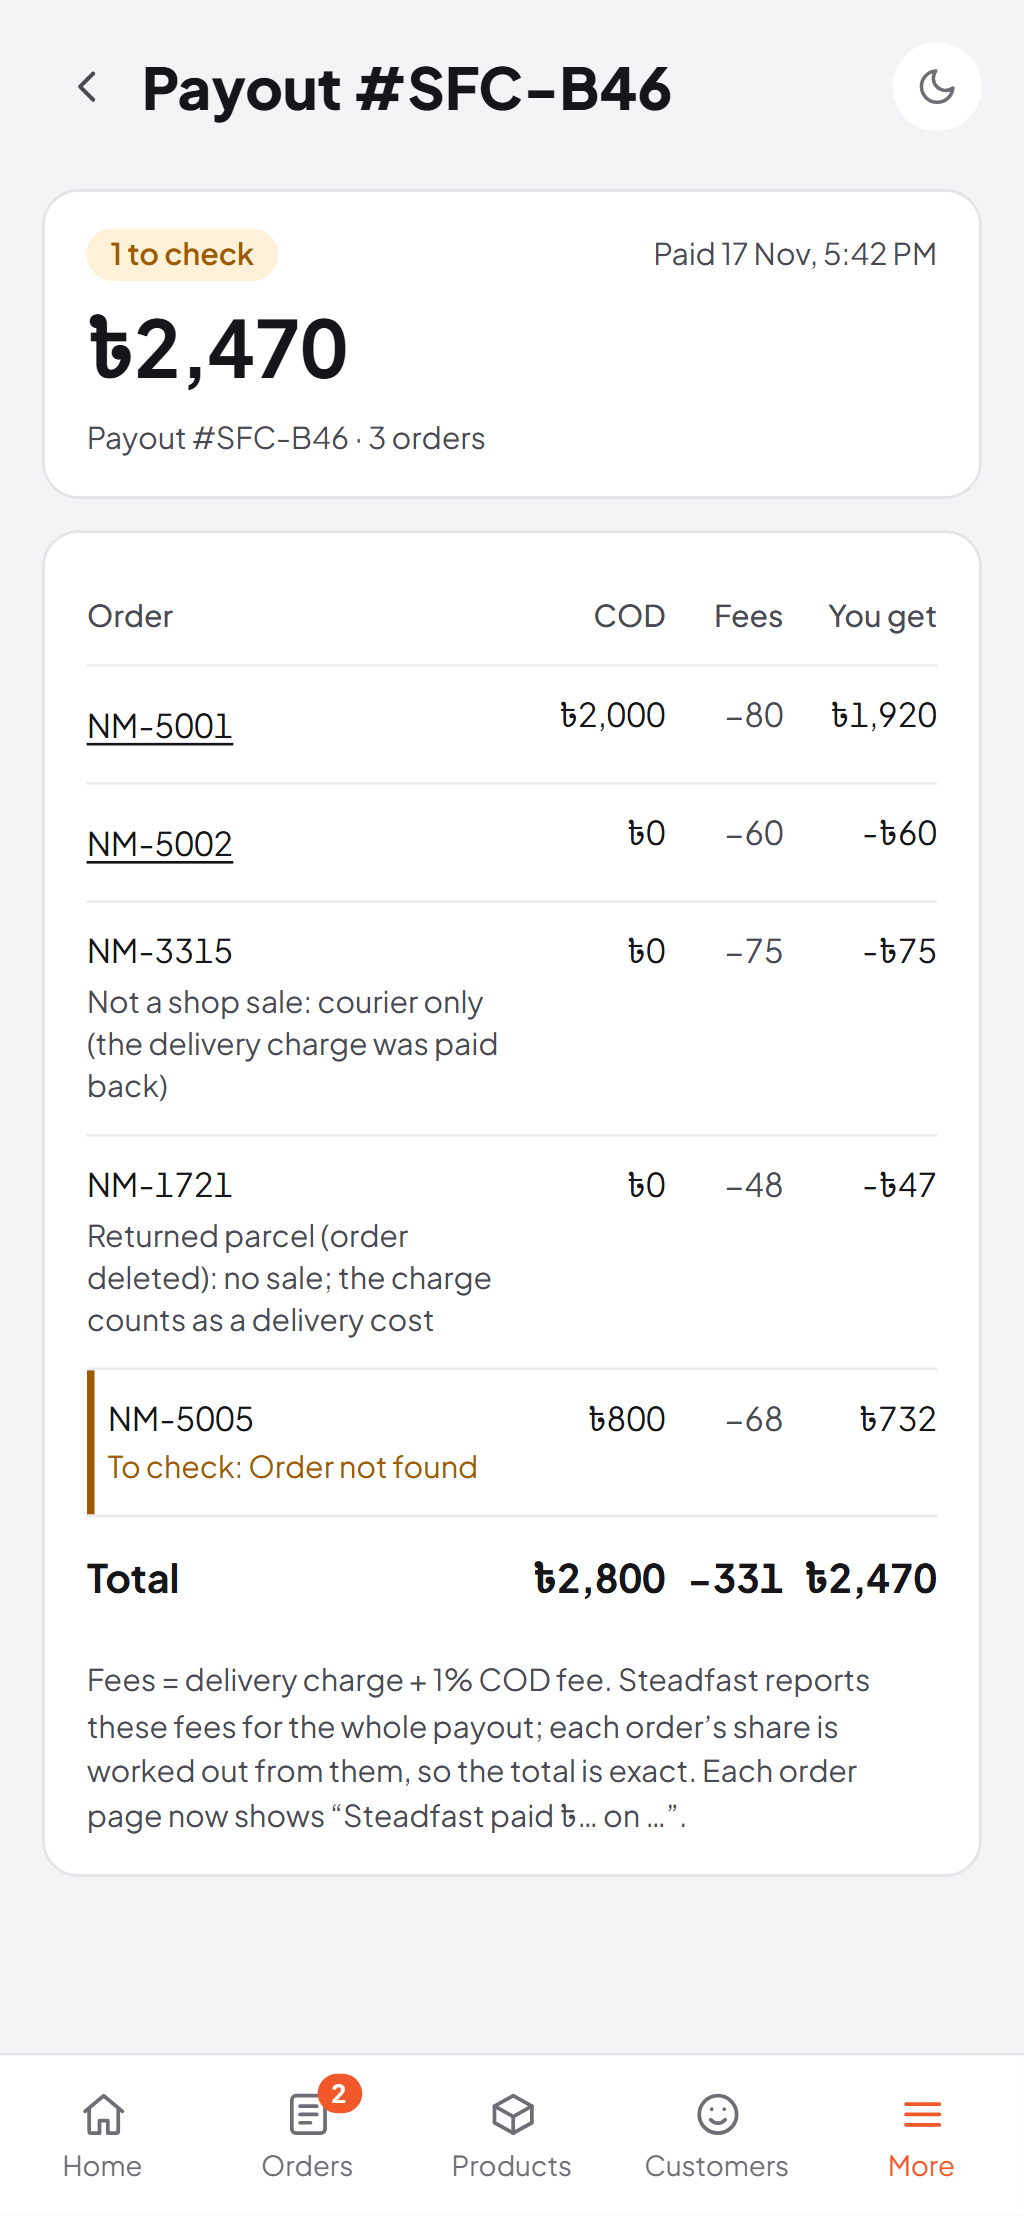 Payout #SFC-B46
1 to check
Paid 17 Nov, 5:42 PM
৳2,470
Payout #SFC-B46 · 3 orders
Order COD Fees You get
NM-5001 ৳2,000 −80 ৳1,920
NM-5002 ৳0 −60 -৳60
NM-3315 ৳0 −75 -৳75
Not a shop sale: courier only
(the delivery charge was paid
back)
NM-1721 ৳0 −48 -৳47
Returned parcel (order
deleted): no sale; the charge
counts as a delivery cost
NM-5005 ৳800 −68 ৳732
To check: Order not found
Total ৳2,800 −331 ৳2,470
Fees = delivery charge + 1% COD fee. Steadfast reports
these fees for the whole payout; each order’s share is
worked out from them, so the total is exact. Each order
page now shows “Steadfast paid ৳… on …”.
2
Home Orders Products Customers More